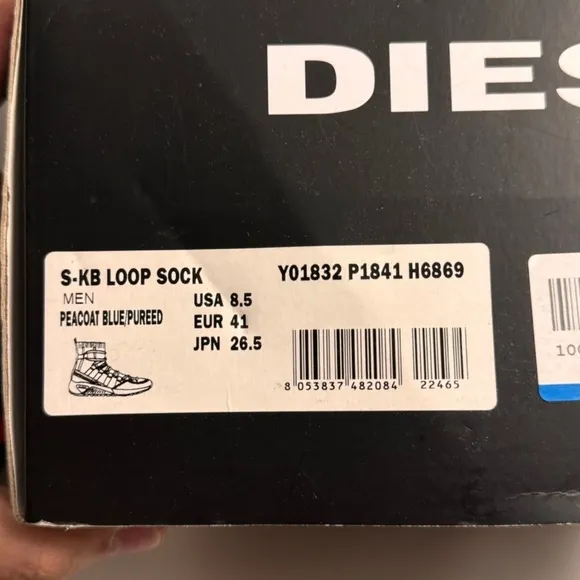 DIES
S-KB LOOP SOCK Y01832 P1841 H6869
MEN
USA 8.5
PEACOAT BLUE/PUREED
EUR 41
JPN 26.5
8 053837 482084 22465
100